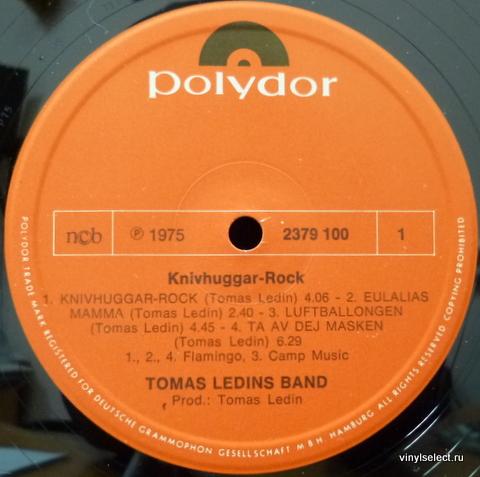 polydor
ncb
℗ 1975
2379 100
1
Knivhuggar-Rock
1. KNIVHUGGAR-ROCK (Tomas Ledin) 4.06 - 2. EULALIAS
MAMMA (Tomas Ledin) 2.40 - 3. LUFTBALLONGEN
(Tomas Ledin) 4.45 - 4. TA AV DEJ MASKEN
(Tomas Ledin) 6.29
1., 2., 4. Flamingo, 3. Camp Music
TOMAS LEDINS BAND
Prod.: Tomas Ledin
POLYDOR TRADE MARK REGISTERED FOR DEUTSCHE GRAMMOPHON GESELLSCHAFT M B H. HAMBURG ALL RIGHTS RESERVED COPYING PROHIBITED
vinylselect.ru